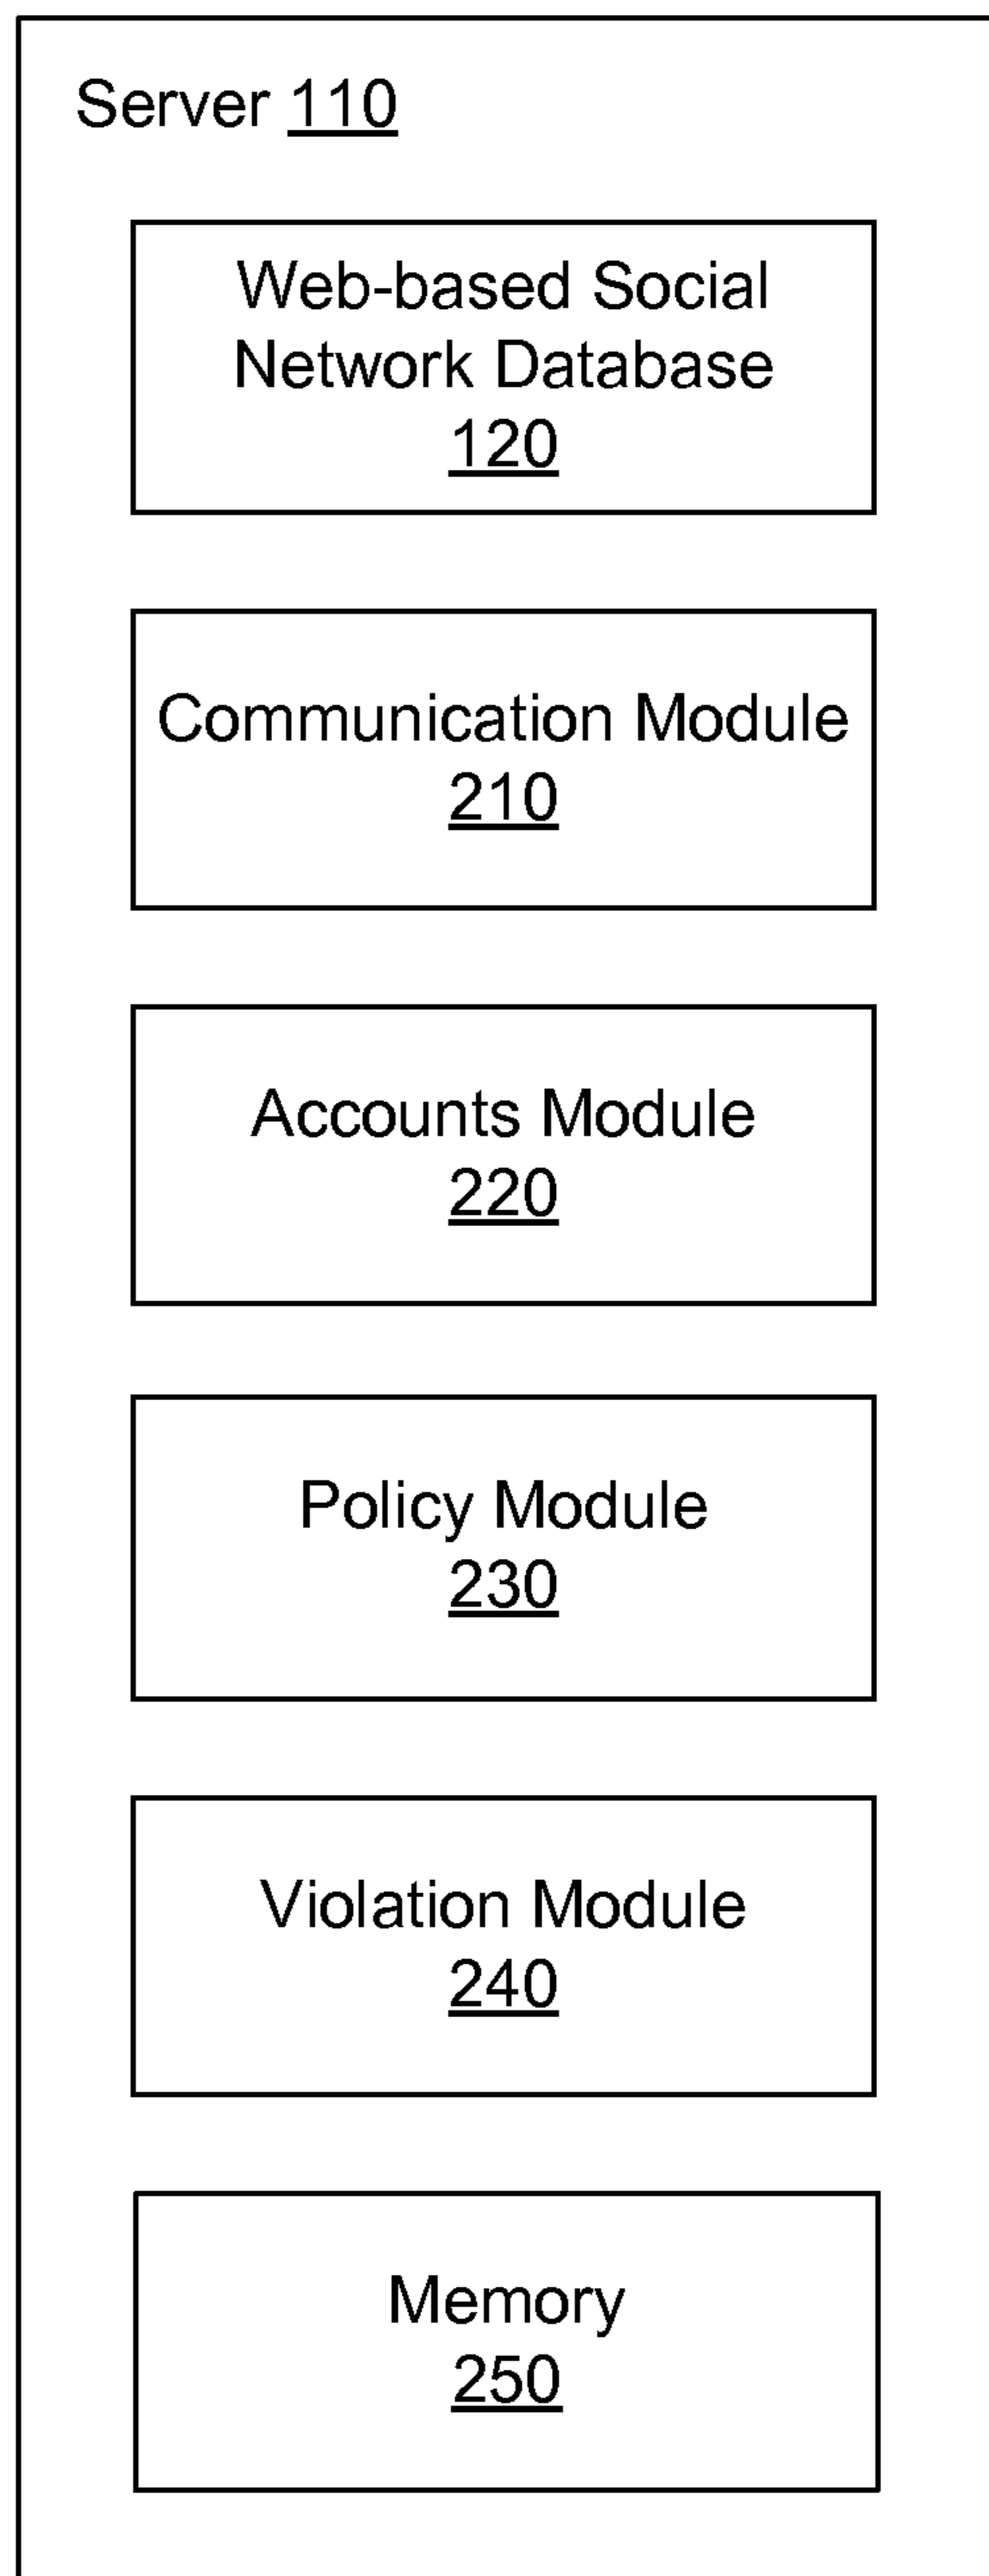 Server 110
Web-based Social
Network Database
120
Communication Module
210
Accounts Module
220
Policy Module
230
Violation Module
240
Memory
250